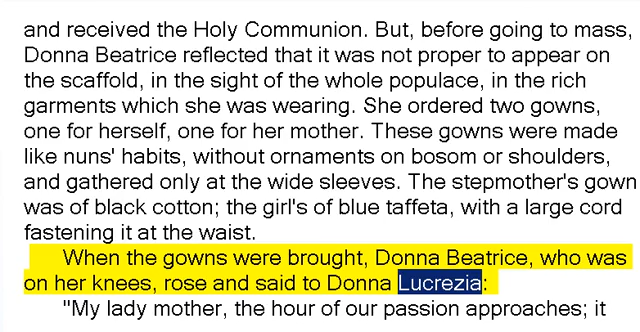 and received the Holy Communion. But, before going to mass,
Donna Beatrice reflected that it was not proper to appear on
the scaffold, in the sight of the whole populace, in the rich
garments which she was wearing. She ordered two gowns,
one for herself, one for her mother. These gowns were made
like nuns' habits, without ornaments on bosom or shoulders,
and gathered only at the wide sleeves. The stepmother's gown
was of black cotton; the girl's of blue taffeta, with a large cord
fastening it at the waist.
When the gowns were brought, Donna Beatrice, who was
on her knees, rose and said to Donna Lucrezia:
"My lady mother, the hour of our passion approaches; it